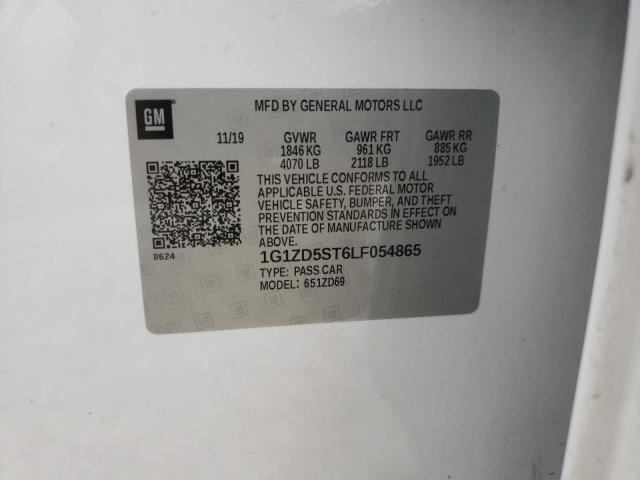 GM
MFD BY GENERAL MOTORS LLC
11/19 GVWR GAWR FRT GAWR RR
1846 KG 961 KG 885 KG
4070 LB 2118 LB 1952 LB
THIS VEHICLE CONFORMS TO ALL
APPLICABLE U.S. FEDERAL MOTOR
VEHICLE SAFETY, BUMPER, AND THEFT
PREVENTION STANDARDS IN EFFECT ON
THE DATE OF MANUFACTURE SHOWN
ABOVE.
8624
1G1ZD5ST6LF054865
TYPE: PASS CAR
MODEL: 651ZD69